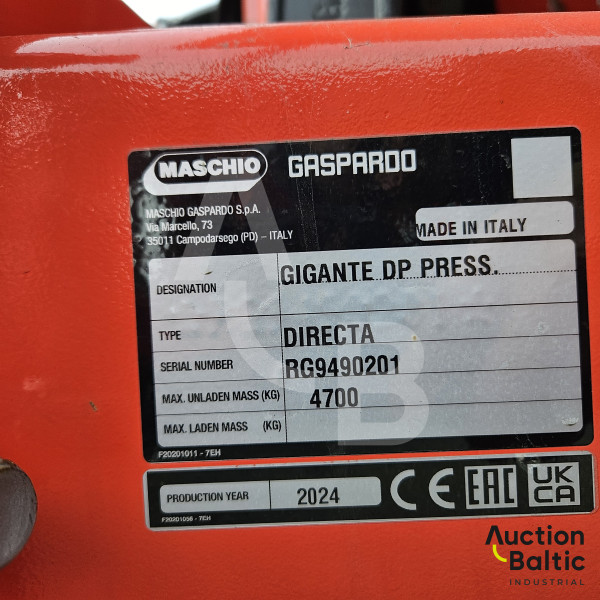 MASCHIO GASPARDO
MASCHIO GASPARDO S.p.A.
Via Marcello, 73
35011 Campodarsego (PD) – ITALY
MADE IN ITALY
DESIGNATION GIGANTE DP PRESS.
TYPE DIRECTA
SERIAL NUMBER RG9490201
MAX. UNLADEN MASS (KG) 4700
MAX. LADEN MASS (KG)
F20201011 - 7EH
PRODUCTION YEAR 2024 CE EAC UK CA
F20201056 - 7EH
AUB
Auction
Baltic
INDUSTRIAL